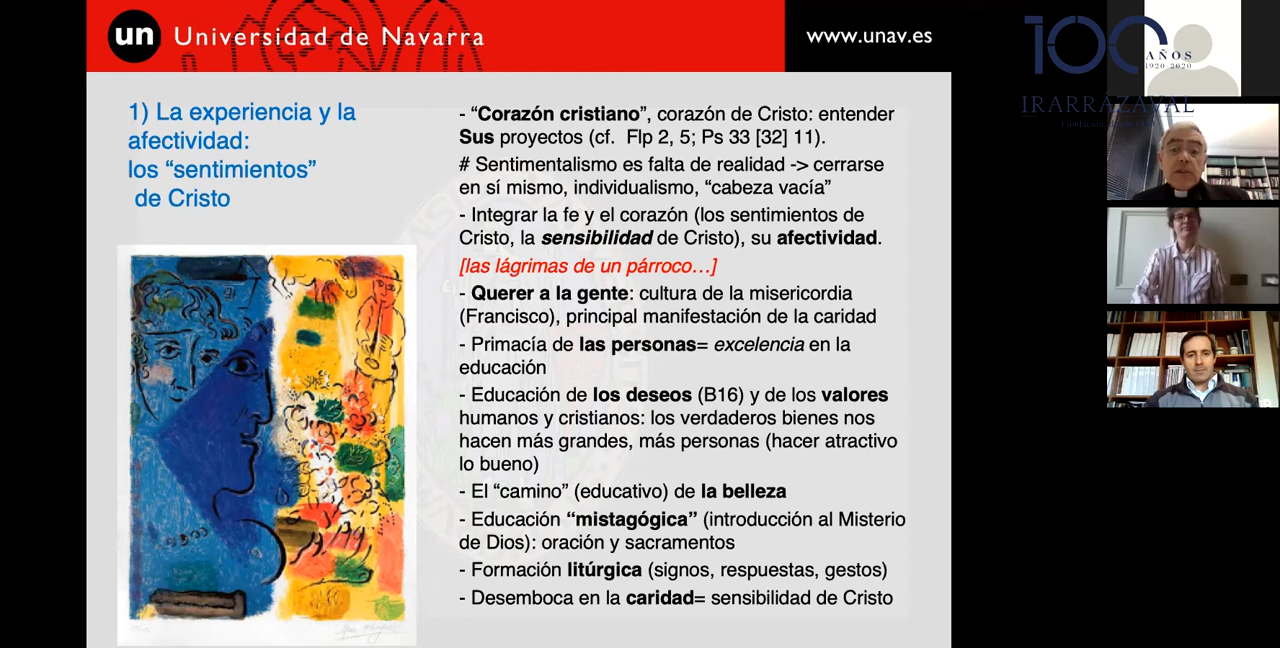 un Universidad de Navarra
www.unav.es
100 AÑOS
1920-2020
IRARRÁZAVAL
1) La experiencia y la
afectividad:
los “sentimientos”
de Cristo
- “Corazón cristiano”, corazón de Cristo: entender
Sus proyectos (cf. Flp 2, 5; Ps 33 [32] 11).
# Sentimentalismo es falta de realidad -> cerrarse
en sí mismo, individualismo, “cabeza vacía”
- Integrar la fe y el corazón (los sentimientos de
Cristo, la sensibilidad de Cristo), su afectividad.
[las lágrimas de un párroco…]
- Querer a la gente: cultura de la misericordia
(Francisco), principal manifestación de la caridad
- Primacía de las personas= excelencia en la
educación
- Educación de los deseos (B16) y de los valores
humanos y cristianos: los verdaderos bienes nos
hacen más grandes, más personas (hacer atractivo
lo bueno)
- El “camino” (educativo) de la belleza
- Educación “mistagógica” (introducción al Misterio
de Dios): oración y sacramentos
- Formación litúrgica (signos, respuestas, gestos)
- Desemboca en la caridad= sensibilidad de Cristo